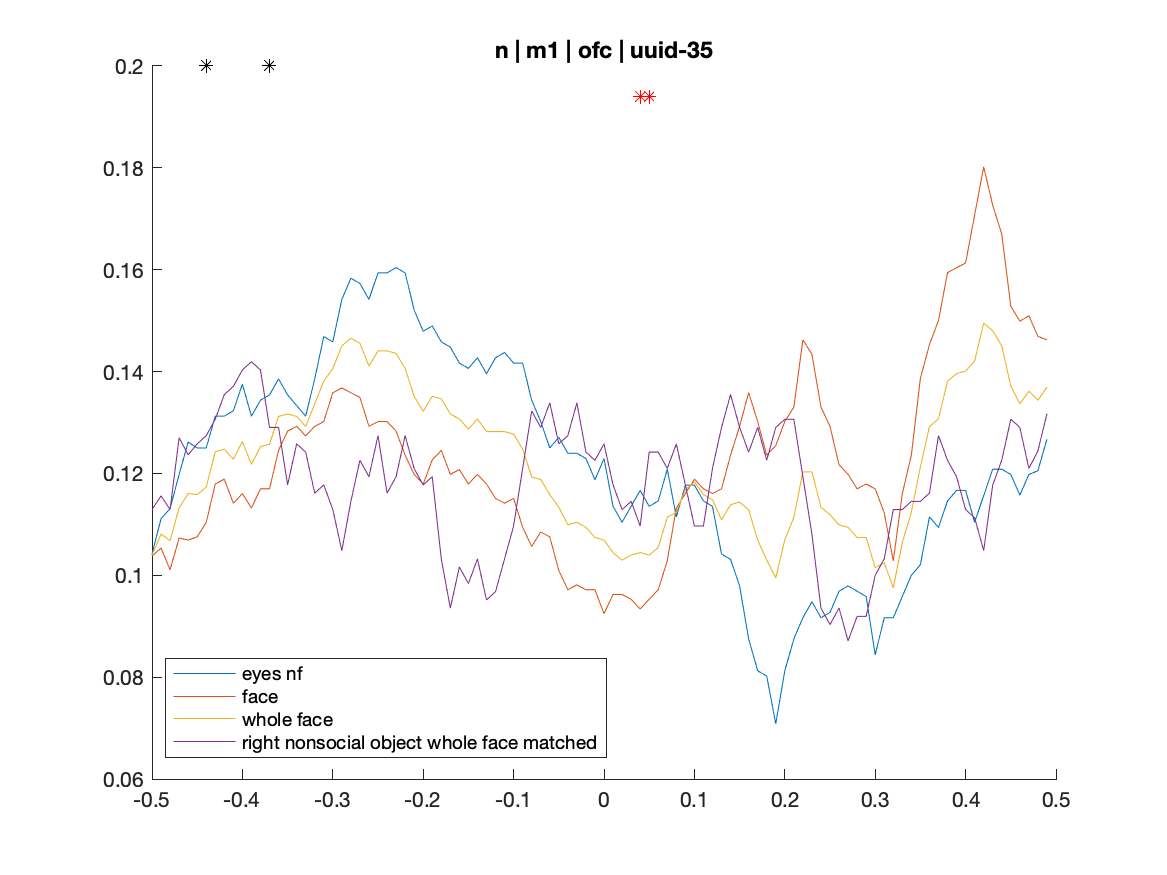 n | m1 | ofc | uuid-35
0.2
0.18
0.16
0.14
0.12
0.1
0.08
0.06
eyes nf
face
whole face
right nonsocial object whole face matched
-0.5 -0.4 -0.3 -0.2 -0.1 0 0.1 0.2 0.3 0.4 0.5